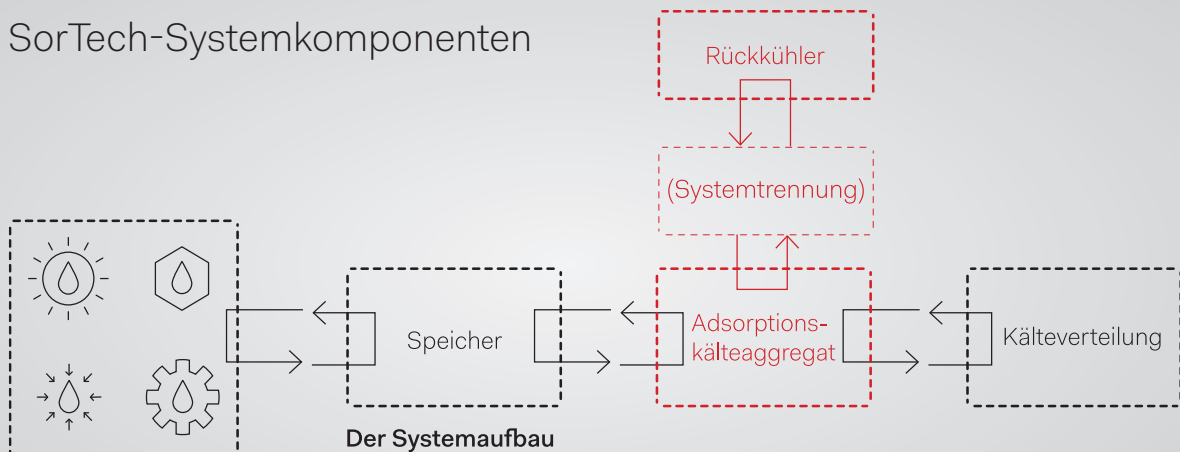 SorTech-Systemkomponenten
Rückkühler
(Systemtrennung)
Speicher
Adsorptions-
kälteaggregat
Kälteverteilung
Der Systemaufbau